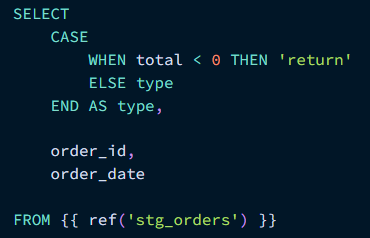 SELECT
    CASE
        WHEN total < 0 THEN 'return'
        ELSE type
    END AS type,

    order_id,
    order_date

FROM {{ ref('stg_orders') }}